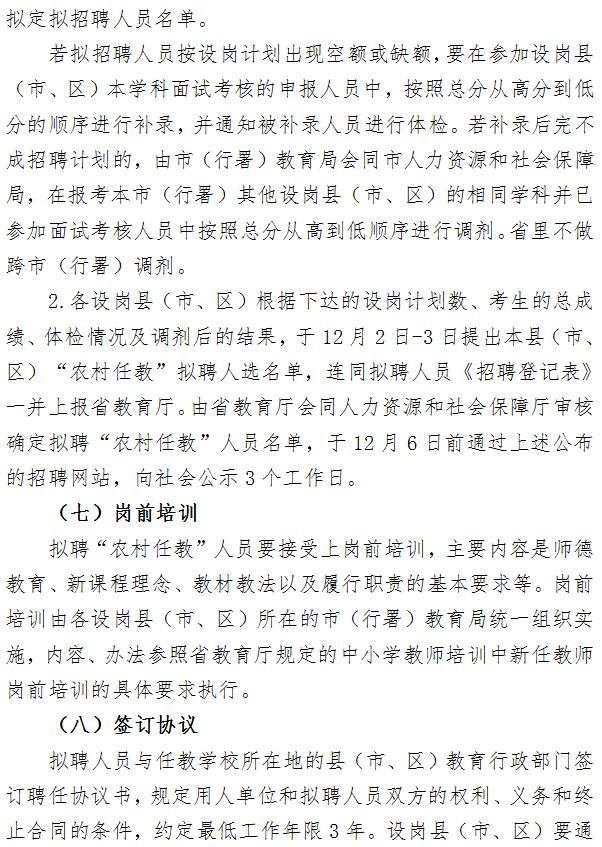 拟定拟招聘人员名单。
若拟招聘人员按设岗计划出现空额或缺额，要在参加设岗县
（市、区）本学科面试考核的申报人员中，按照总分从高分到低
分的顺序进行补录，并通知被补录人员进行体检。若补录后完不
成招聘计划的，由市（行署）教育局会同市人力资源和社会保障
局，在报考本市（行署）其他设岗县（市、区）的相同学科并已
参加面试考核人员中按照总分从高到低顺序进行调剂。省里不做
跨市（行署）调剂。
2.各设岗县（市、区）根据下达的设岗计划数、考生的总成
绩、体检情况及调剂后的结果，于 12 月 2 日-3 日提出本县（市、
区）“农村任教”拟聘人选名单，连同拟聘人员《招聘登记表》
一并上报省教育厅。由省教育厅会同人力资源和社会保障厅审核
确定拟聘“农村任教”人员名单，于 12 月 6 日前通过上述公布
的招聘网站，向社会公示 3 个工作日。
（七）岗前培训
拟聘“农村任教”人员要接受上岗前培训，主要内容是师德
教育、新课程理念、教材教法以及履行职责的基本要求等。岗前
培训由各设岗县（市、区）所在的市（行署）教育局统一组织实
施，内容、办法参照省教育厅规定的中小学教师培训中新任教师
岗前培训的具体要求执行。
（八）签订协议
拟聘人员与任教学校所在地的县（市、区）教育行政部门签
订聘任协议书，规定用人单位和拟聘人员双方的权利、义务和终
止合同的条件，约定最低工作年限 3 年。设岗县（市、区）要通